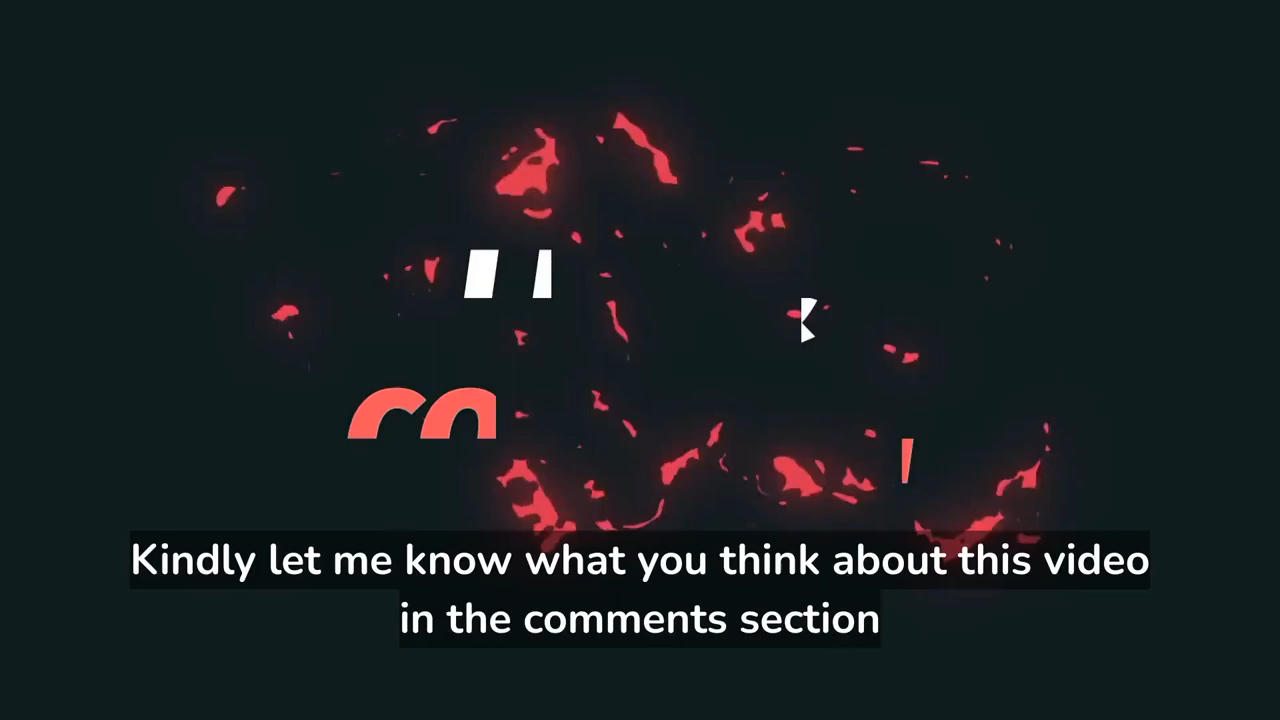 Kindly let me know what you think about this video
in the comments section